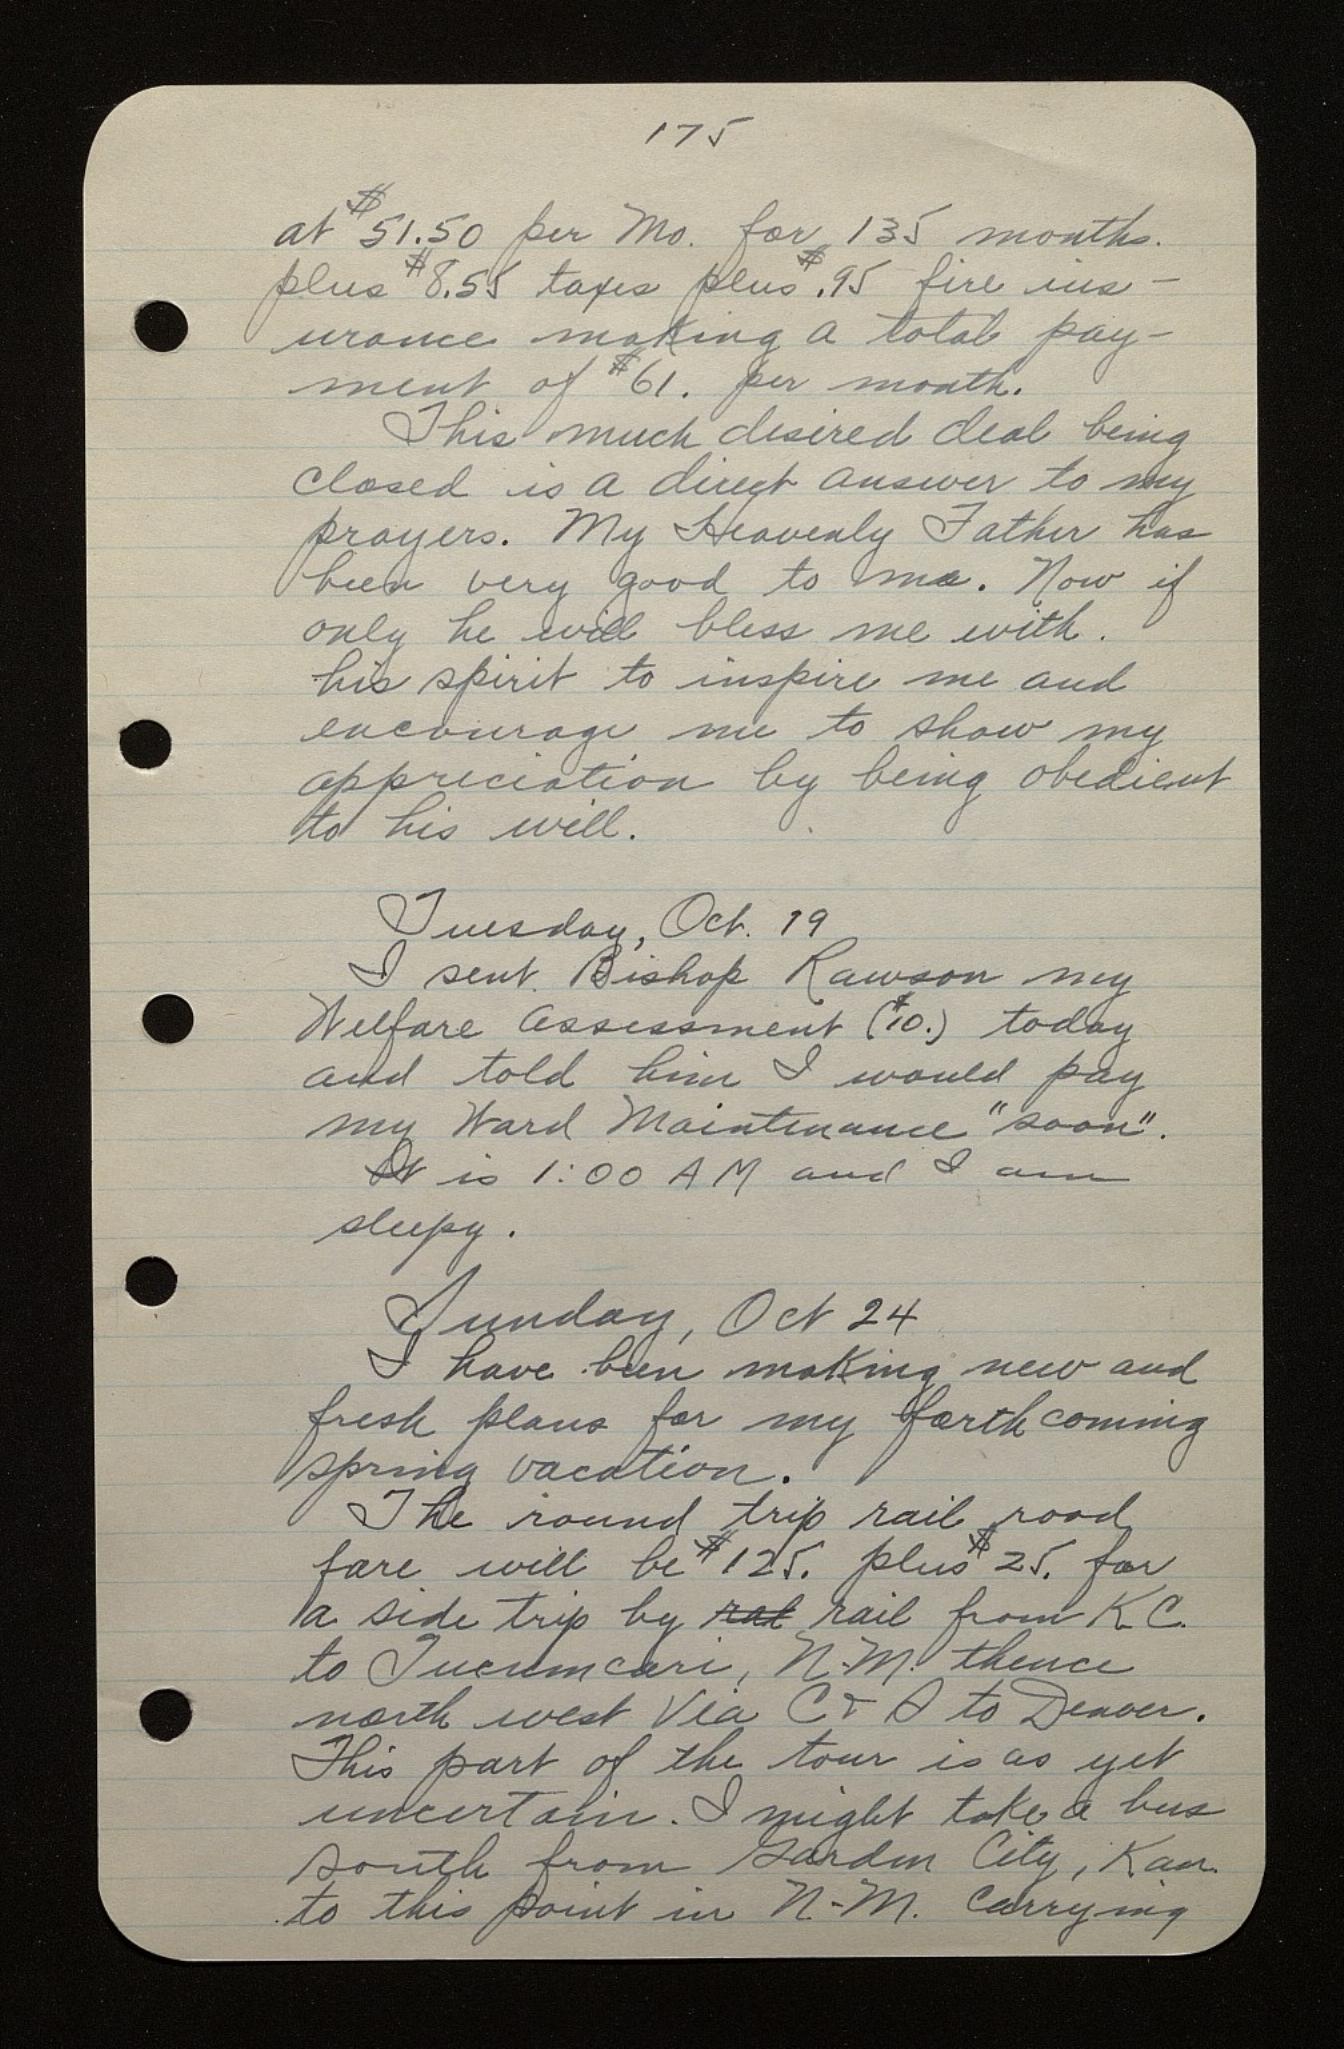 175
at $51.50 per Mo. for 135 months.
plus $8.55 taxes plus $.95 fire ins-
urance making a total pay-
ment of $61. per month.
This much desired deal being
closed is a direct answer to my
prayers. My Heavenly Father has
been very good to me. Now if
only he will bless me with.
his spirit to inspire me and
encourage me to show my
appreciation by being obedient
to his will.
Tuesday, Oct. 19
I sent Bishop Rawson my
Welfare Assessment ($10.) today
and told him I would pay
my Ward Maintenance "soon".
It is 1:00 AM and I am
sleepy.
Sunday, Oct 24
I have been making new and
fresh plans for my forthcoming
spring vacation.
The round trip rail road
fare will be $125. plus $25. for
a side trip by rat rail from K.C.
to Tucumcari, N.M. thence
north west Via C & S to Denver.
This part of the tour is as yet
uncertain. I might take a bus
south from Garden City, Kan.
to this point in N-M. carrying